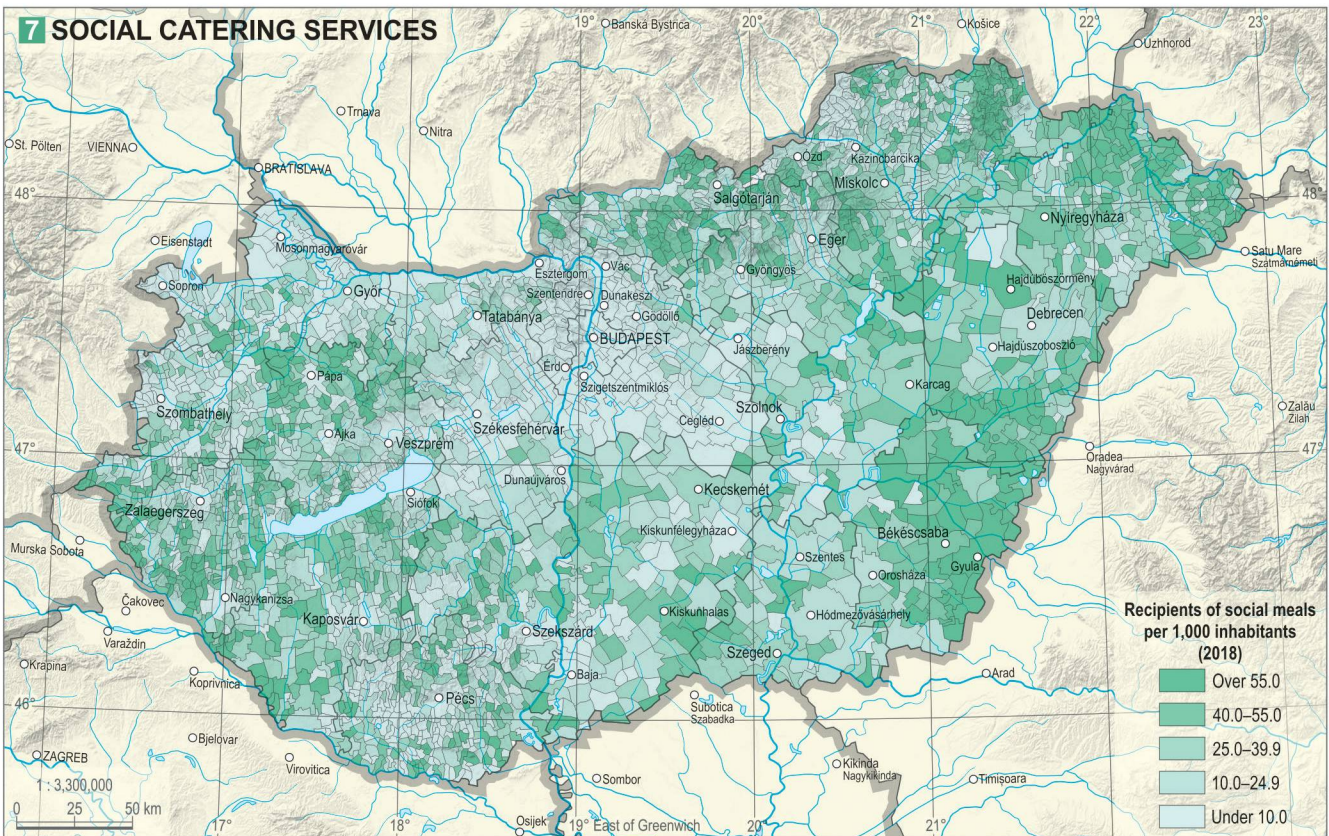 7 SOCIAL CATERING SERVICES
19°
20°
21°
22°
23°
Banská Bystrica
Košice
Uzhhorod
Trnava
Nitra
St. Pölten
VIENNA
BRATISLAVA
Ózd
Kazincbarcika
Miskolc
48°
Salgótarján
48°
Nyíregyháza
Eisenstadt
Mosonmagyaróvár
Eger
Satu Mare
Szatmárnémeti
Sopron
Győr
Esztergom
Vác
Gyöngyös
Szentendre
Dunakeszi
Hajdúböszörmény
Tatabánya
Gödöllő
Debrecen
BUDAPEST
Jászberény
Hajdúszoboszló
Érd
Pápa
Szigetszentmiklós
Karcag
Szombathely
Székesfehérvár
Cegléd
Szolnok
Zalău
Zilah
Ajka
Veszprém
47°
47°
Oradea
Nagyvárad
Dunaújváros
Zalaegerszeg
Siófok
Kecskemét
Murska Sobota
Kiskunfélegyháza
Békéscsaba
Szentes
Gyula
Orosháza
Čakovec
Nagykanizsa
Kaposvár
Kiskunhalas
Hódmezővásárhely
Varaždin
Szekszárd
Szeged
Krapina
Koprivnica
Baja
Arad
46°
Pécs
Subotica
Szabadka
Bjelovar
ZAGREB
Virovitica
Sombor
Kikinda
Nagykikinda
Timişoara
Osijek
1 : 3,300,000
0 25 50 km
17°
18°
19°
East of Greenwich
20°
21°
Recipients of social meals
per 1,000 inhabitants
(2018)
Over 55.0
40.0–55.0
25.0–39.9
10.0–24.9
Under 10.0